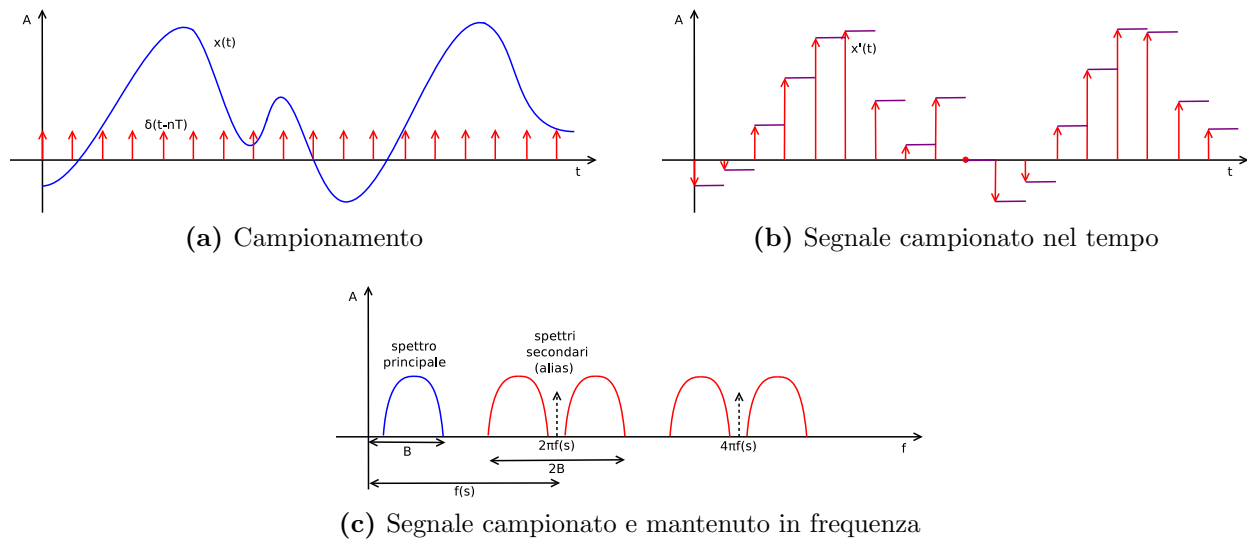 A
x(t)
δ(t-nT)
t
(a) Campionamento
A
x'(t)
t
(b) Segnale campionato nel tempo
A
spettro
principale
spettri
secondari
(alias)
B
2πf(s)
4πf(s)
f
2B
f(s)
(c) Segnale campionato e mantenuto in frequenza